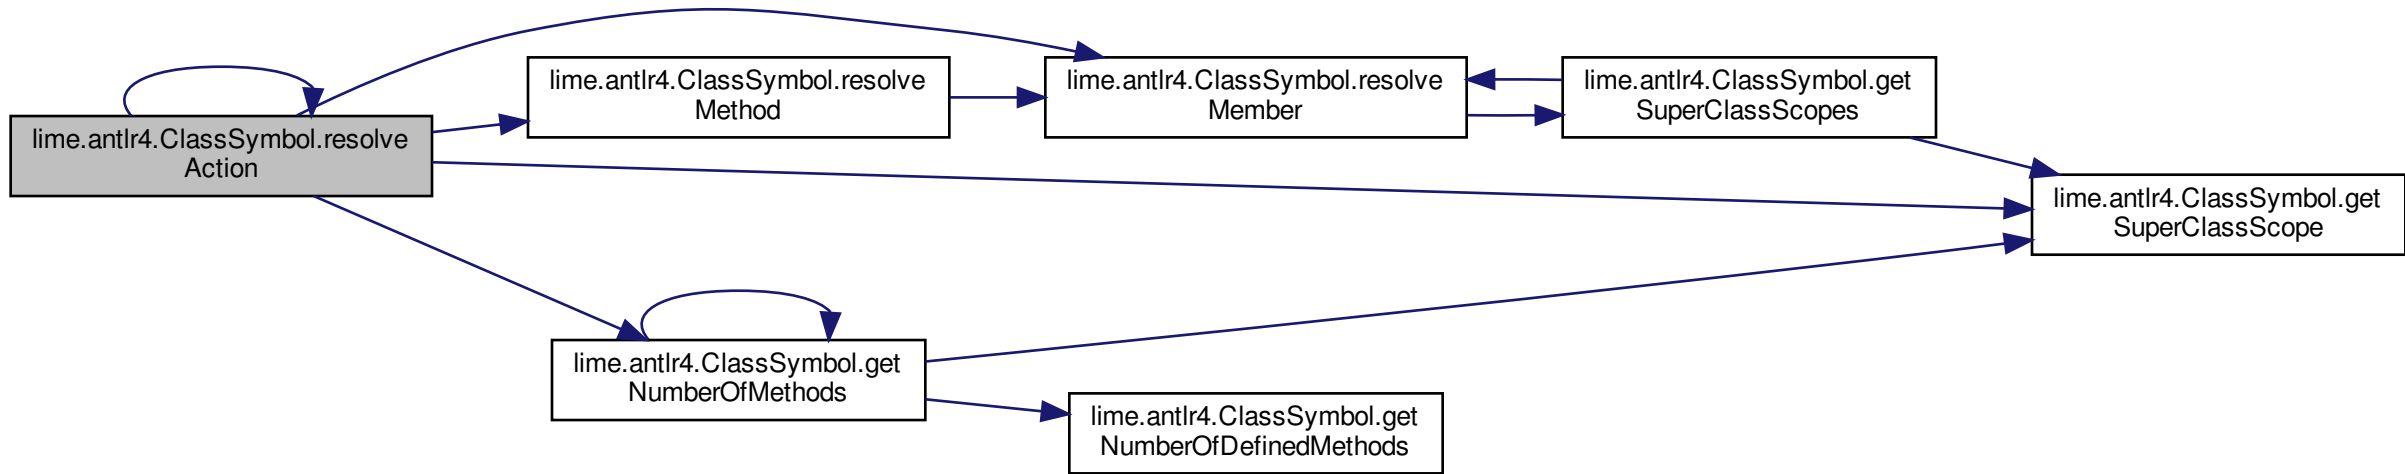 lime.antlr4.ClassSymbol.resolve
Action
lime.antlr4.ClassSymbol.resolve
Method
lime.antlr4.ClassSymbol.resolve
Member
lime.antlr4.ClassSymbol.get
SuperClassScopes
lime.antlr4.ClassSymbol.get
SuperClassScope
lime.antlr4.ClassSymbol.get
NumberOfMethods
lime.antlr4.ClassSymbol.get
NumberOfDefinedMethods